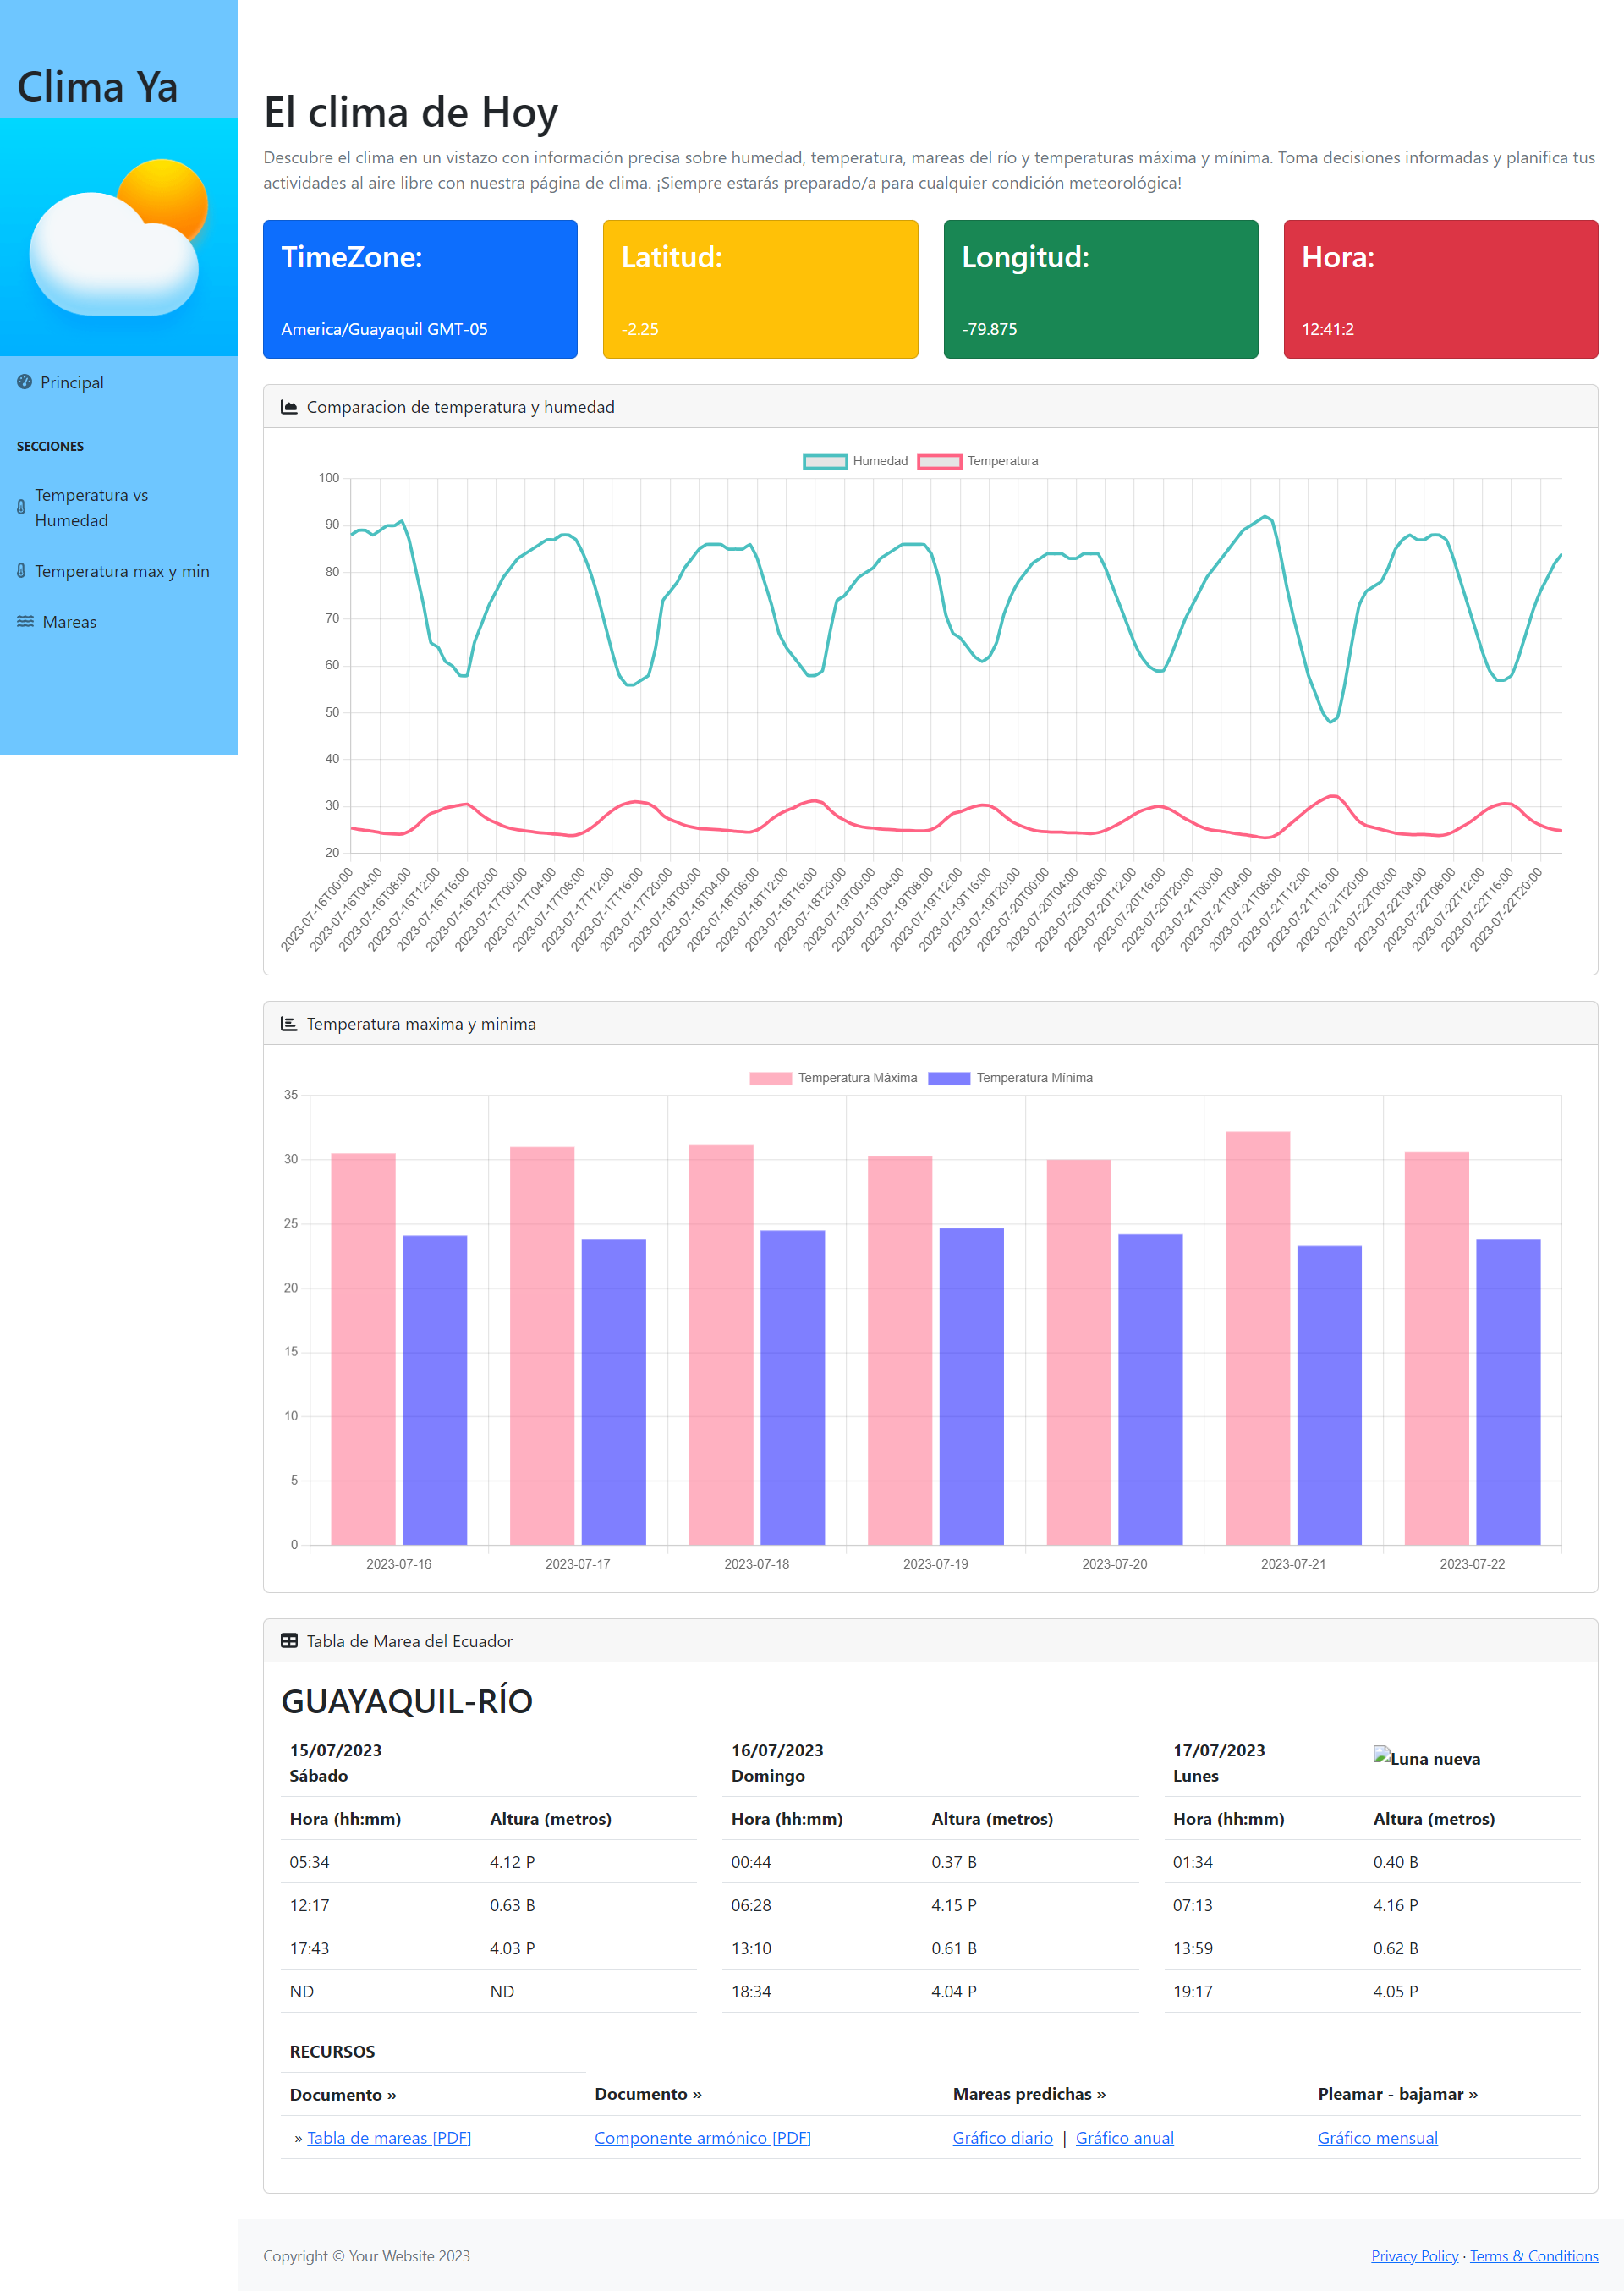 Clima Ya
Principal
SECCIONES
Temperatura vs
Humedad
Temperatura max y min
Mareas
El clima de Hoy
Descubre el clima en un vistazo con información precisa sobre humedad, temperatura, mareas del río y temperaturas máxima y mínima. Toma decisiones informadas y planifica tus
actividades al aire libre con nuestra página de clima. ¡Siempre estarás preparado/a para cualquier condición meteorológica!
TimeZone:
America/Guayaquil GMT-05
Latitud:
-2.25
Longitud:
-79.875
Hora:
12:41:2
Comparacion de temperatura y humedad
Humedad Temperatura
100
90
80
70
60
50
40
30
20
2023-07-16T00:00
2023-07-16T04:00
2023-07-16T08:00
2023-07-16T12:00
2023-07-16T16:00
2023-07-16T20:00
2023-07-17T00:00
2023-07-17T04:00
2023-07-17T08:00
2023-07-17T12:00
2023-07-17T16:00
2023-07-17T20:00
2023-07-18T00:00
2023-07-18T04:00
2023-07-18T08:00
2023-07-18T12:00
2023-07-18T16:00
2023-07-18T20:00
2023-07-19T00:00
2023-07-19T04:00
2023-07-19T08:00
2023-07-19T12:00
2023-07-19T16:00
2023-07-19T20:00
2023-07-20T00:00
2023-07-20T04:00
2023-07-20T08:00
2023-07-20T12:00
2023-07-20T16:00
2023-07-20T20:00
2023-07-21T00:00
2023-07-21T04:00
2023-07-21T08:00
2023-07-21T12:00
2023-07-21T16:00
2023-07-21T20:00
2023-07-22T00:00
2023-07-22T04:00
2023-07-22T08:00
2023-07-22T12:00
2023-07-22T16:00
2023-07-22T20:00
Temperatura maxima y minima
Temperatura Máxima Temperatura Mínima
35
30
25
20
15
10
5
0
2023-07-16 2023-07-17 2023-07-18 2023-07-19 2023-07-20 2023-07-21 2023-07-22
Tabla de Marea del Ecuador
GUAYAQUIL-RÍO
15/07/2023
Sábado
Hora (hh:mm) Altura (metros)
05:34 4.12 P
12:17 0.63 B
17:43 4.03 P
ND ND
16/07/2023
Domingo
Hora (hh:mm) Altura (metros)
00:44 0.37 B
06:28 4.15 P
13:10 0.61 B
18:34 4.04 P
17/07/2023
Lunes
Luna nueva
Hora (hh:mm) Altura (metros)
01:34 0.40 B
07:13 4.16 P
13:59 0.62 B
19:17 4.05 P
RECURSOS
Documento » Documento » Mareas predichas » Pleamar - bajamar »
» Tabla de mareas [PDF] Componente armónico [PDF] Gráfico diario | Gráfico anual Gráfico mensual
Copyright © Your Website 2023
Privacy Policy · Terms & Conditions